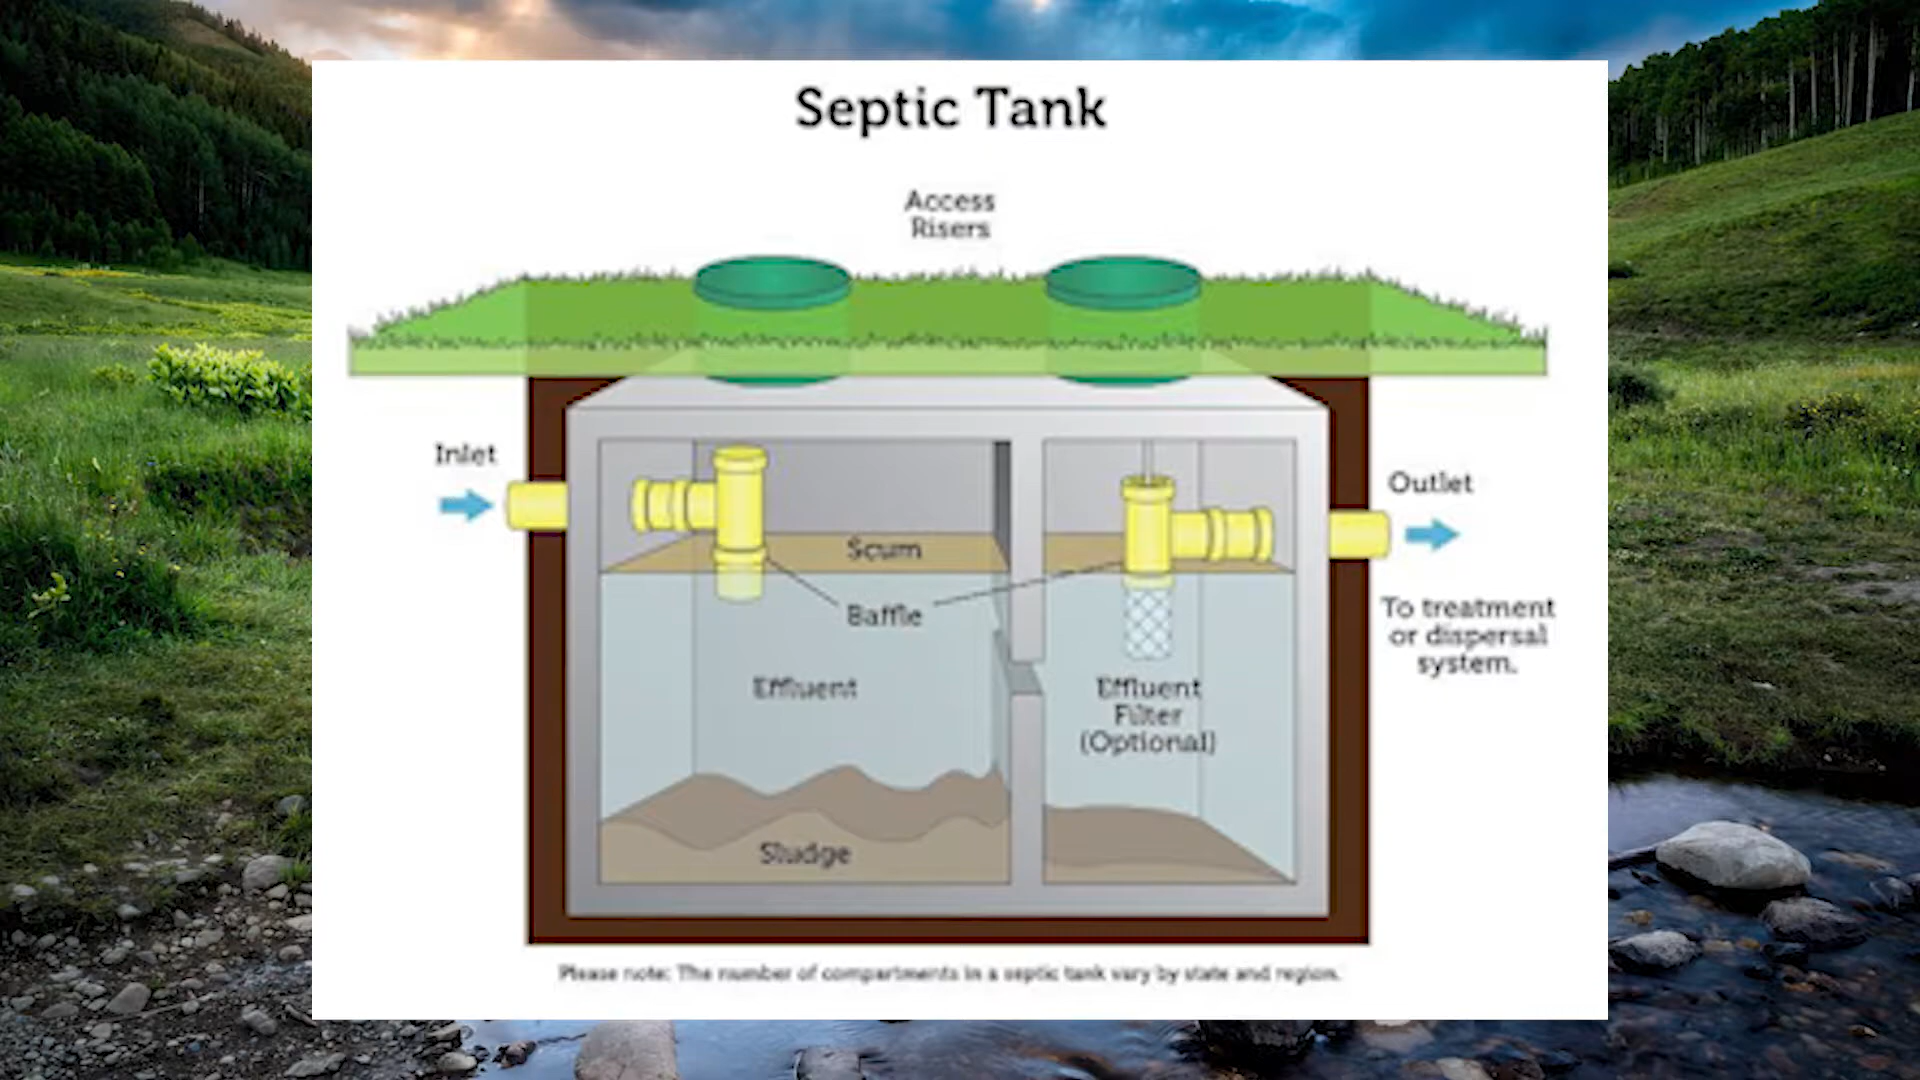 Septic Tank
Access
Risers
Inlet
Outlet
Scum
Baffle
To treatment
or dispersal
system.
Effluent
Effluent
Filter
(Optional)
Sludge
Please note: The number of compartments in a septic tank vary by state and region.